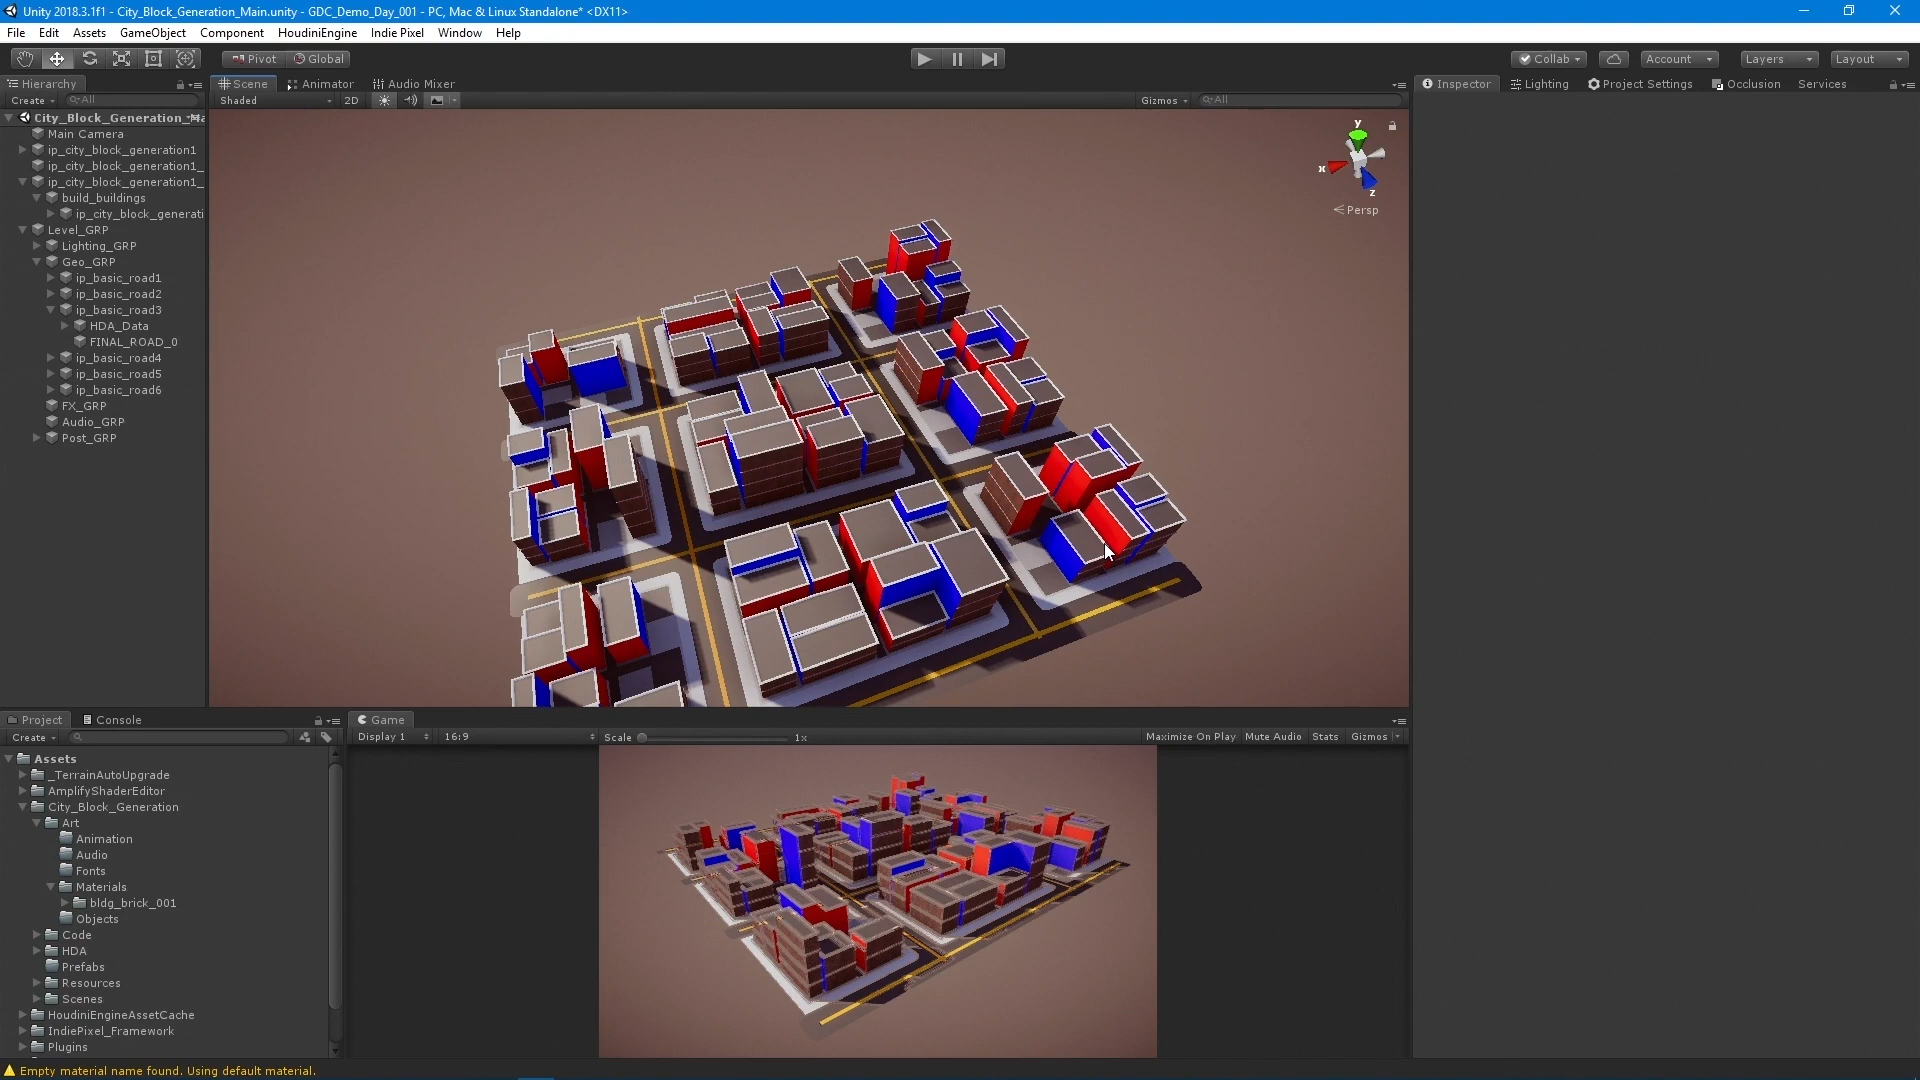 Unity 2018.3.1f1 - City_Block_Generation_Main.unity - GDC_Demo_Day_001 - PC, Mac & Linux Standalone* <DX11>
File Edit Assets GameObject Component HoudiniEngine Indie Pixel Window Help
Pivot Global Collab Account Layers Layout
Hierarchy Scene Animator Audio Mixer Inspector Lighting Project Settings Occlusion Services
Create All Shaded 2D Gizmos All
City_Block_Generation_Ma
Main Camera
ip_city_block_generation1
ip_city_block_generation1_
ip_city_block_generation1_
build_buildings
ip_city_block_generati
Level_GRP
Lighting_GRP
Geo_GRP
ip_basic_road1
ip_basic_road2
ip_basic_road3
HDA_Data
FINAL_ROAD_0
ip_basic_road4
ip_basic_road5
ip_basic_road6
FX_GRP
Audio_GRP
Post_GRP
y
x
z
Persp
Project Console Game
Create Display 1 16:9 Scale 1x Maximize On Play Mute Audio Stats Gizmos
Assets
_TerrainAutoUpgrade
AmplifyShaderEditor
City_Block_Generation
Art
Animation
Audio
Fonts
Materials
bldg_brick_001
Objects
Code
HDA
Prefabs
Resources
Scenes
HoudiniEngineAssetCache
IndiePixel_Framework
Plugins
Empty material name found. Using default material.